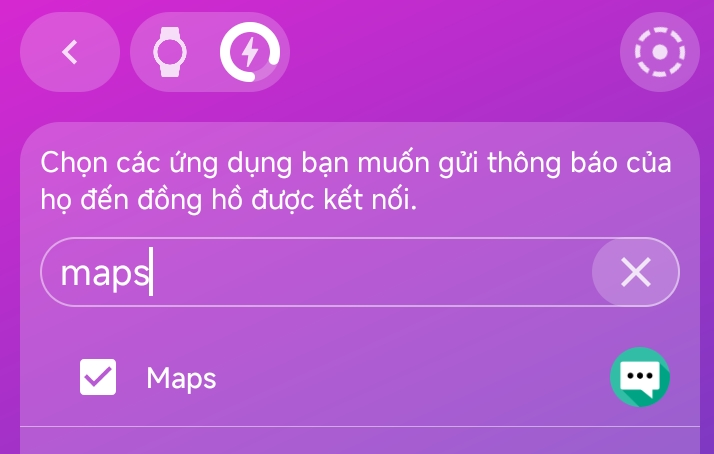 Chọn các ứng dụng bạn muốn gửi thông báo của
họ đến đồng hồ được kết nối.
maps
Maps